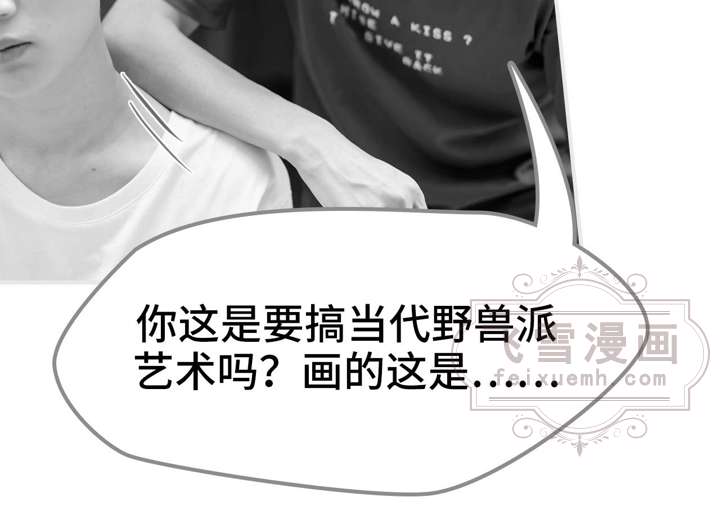 THROW A KISS ?
GIVE IT
BACK
你这是要搞当代野兽派
艺术吗？画的这是……
飞雪漫画
feixuemh.com